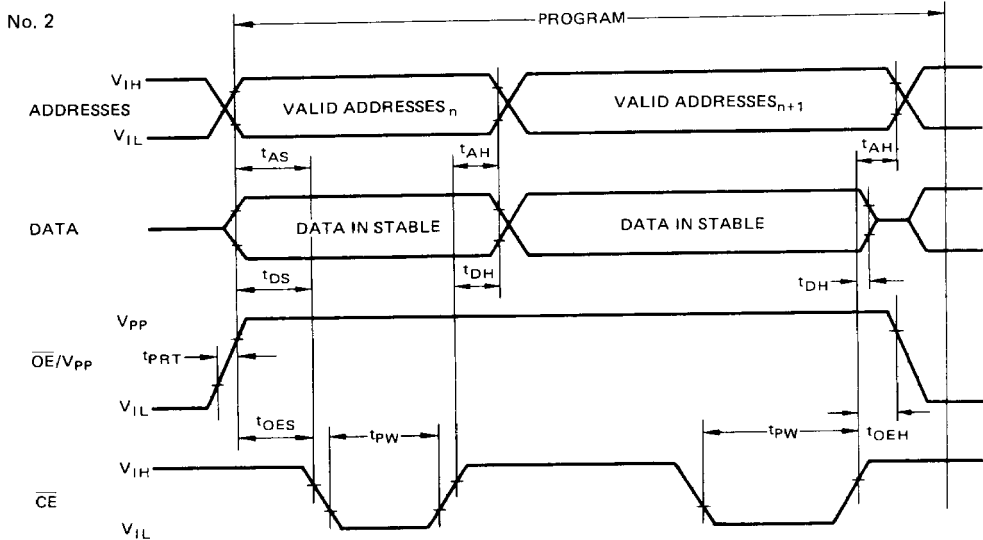 No. 2
PROGRAM
VIH
ADDRESSES
VALID ADDRESSESn
VALID ADDRESSESn+1
VIL
tAS
tAH
tAH
DATA
DATA IN STABLE
DATA IN STABLE
tDS
tDH
tDH
VPP
OE/VPP
tPRT
VIL
tOES
tPW
tPW
tOEH
VIH
CE
VIL